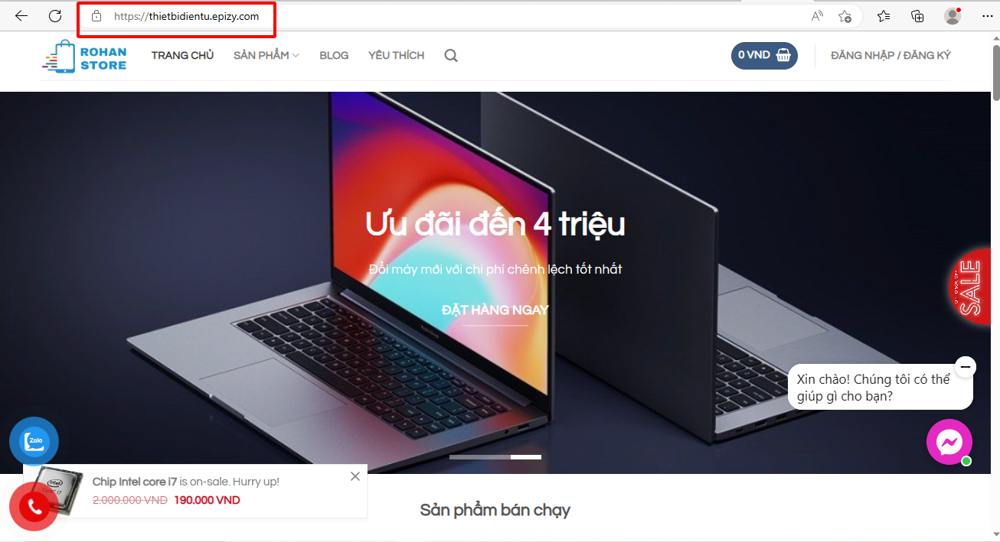 https://thietbidientu.epizy.com
ROHAN
STORE
TRANG CHỦ
SẢN PHẨM
BLOG
YÊU THÍCH
0 VND
ĐĂNG NHẬP / ĐĂNG KÝ
Ưu đãi đến 4 triệu
Đổi máy mới với chi phí chênh lệch tốt nhất
ĐẶT HÀNG NGAY
SALE
Xin chào! Chúng tôi có thể
giúp gì cho bạn?
Zalo
intel
Chip Intel core i7 is on-sale. Hurry up!
2.000.000 VND 190.000 VND
Sản phẩm bán chạy